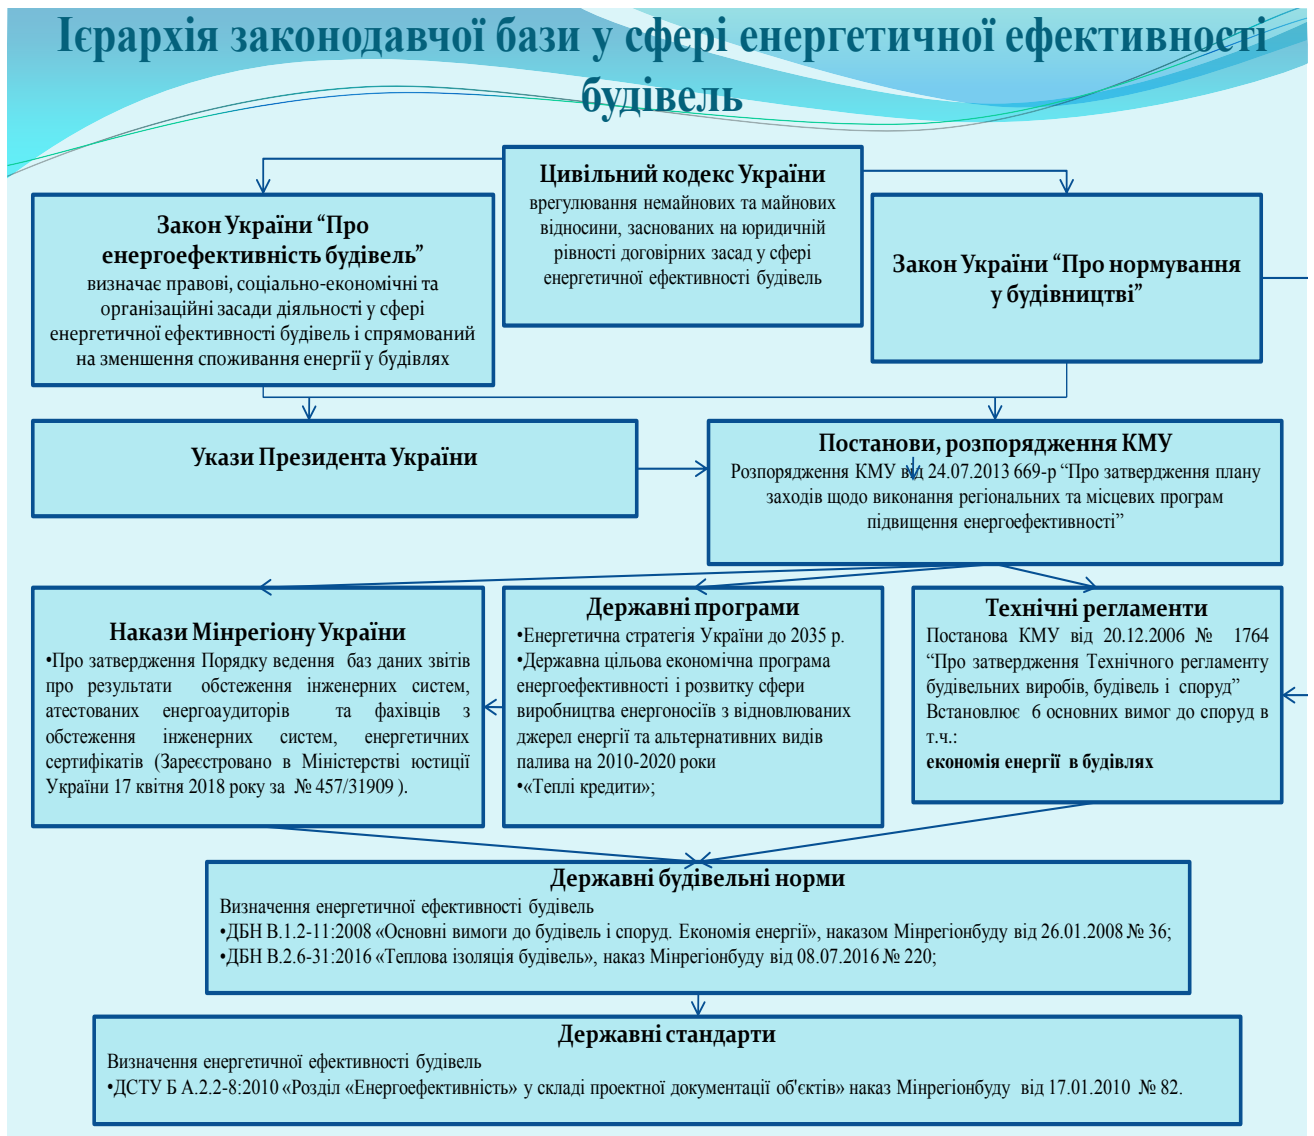 Ієрархія законодавчої бази у сфері енергетичної ефективності
будівель
Цивільний кодекс України
врегулювання немайнових та майнових
відносини, заснованих на юридичній
рівності договірних засад у сфері
енергетичної ефективності будівель
Закон України “Про
енергоефективність будівель”
визначає правові, соціально-економічні та
організаційні засади діяльності у сфері
енергетичної ефективності будівель і спрямований
на зменшення споживання енергії у будівлях
Закон України “Про нормування
у будівництві”
Укази Президента України
Постанови, розпорядження КМУ
Розпорядження КМУ від 24.07.2013 669-р “Про затвердження плану
заходів щодо виконання регіональних та місцевих програм
підвищення енергоефективності”
Накази Мінрегіону України
•Про затвердження Порядку ведення баз даних звітів
про результати обстеження інженерних систем,
атестованих енергоаудиторів та фахівців з
обстеження інженерних систем, енергетичних
сертифікатів (Зареєстровано в Міністерстві юстиції
України 17 квітня 2018 року за № 457/31909 ).
Державні програми
•Енергетична стратегія України до 2035 р.
•Державна цільова економічна програма
енергоефективності і розвитку сфери
виробництва енергоносіїв з відновлюваних
джерел енергії та альтернативних видів
палива на 2010-2020 роки
•«Теплі кредити»;
Технічні регламенти
Постанова КМУ від 20.12.2006 № 1764
“Про затвердження Технічного регламенту
будівельних виробів, будівель і споруд”
Встановлює 6 основних вимог до споруд в
т.ч.:
економія енергії в будівлях
Державні будівельні норми
Визначення енергетичної ефективності будівель
•ДБН В.1.2-11:2008 «Основні вимоги до будівель і споруд. Економія енергії», наказом Мінрегіонбуду від 26.01.2008 № 36;
•ДБН В.2.6-31:2016 «Теплова ізоляція будівель», наказ Мінрегіонбуду від 08.07.2016 № 220;
Державні стандарти
Визначення енергетичної ефективності будівель
•ДСТУ Б А.2.2-8:2010 «Розділ «Енергоефективність» у складі проектної документації об'єктів» наказ Мінрегіонбуду від 17.01.2010 № 82.